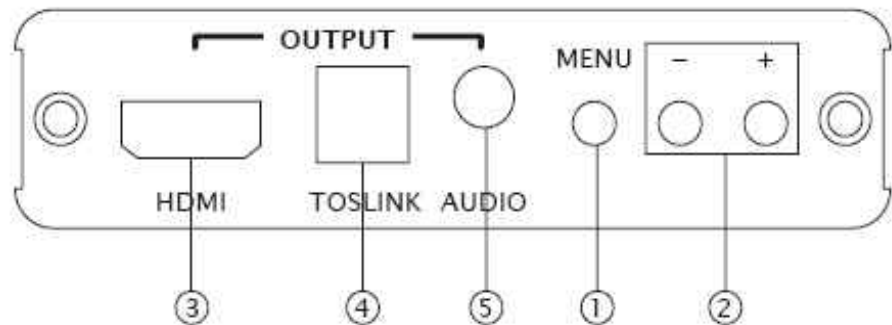 OUTPUT
MENU - +
HDMI TOSLINK AUDIO
③ ④ ⑤ ① ②